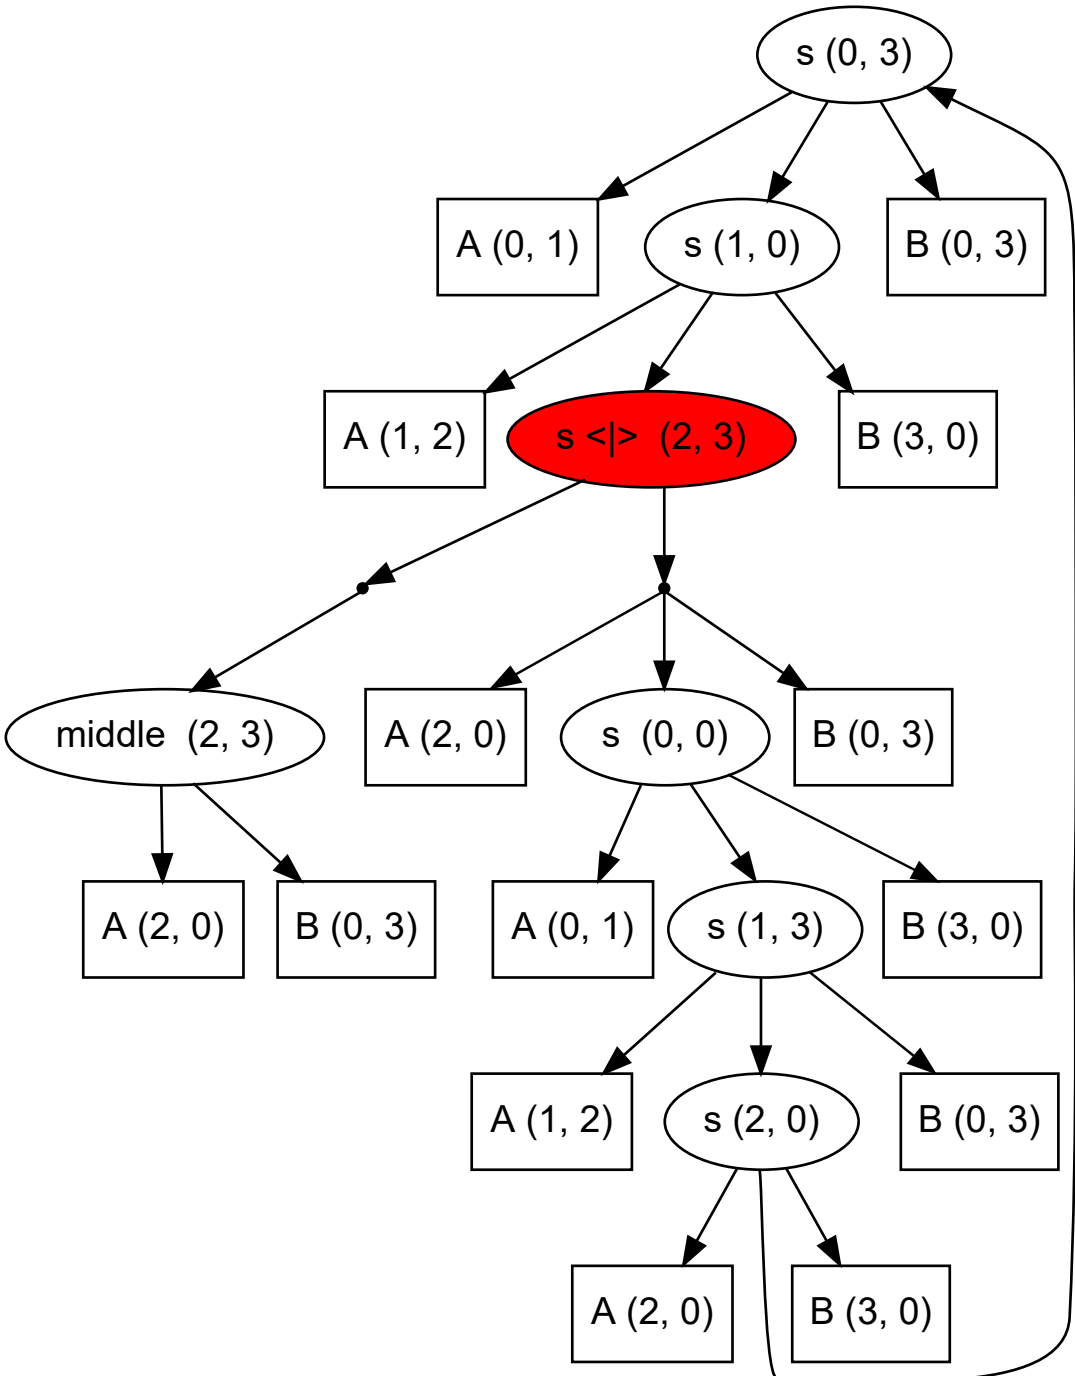 s (0, 3)
A (0, 1)
s (1, 0)
B (0, 3)
A (1, 2)
s <|> (2, 3)
B (3, 0)
middle (2, 3)
A (2, 0)
s (0, 0)
B (0, 3)
A (2, 0)
B (0, 3)
A (0, 1)
s (1, 3)
B (3, 0)
A (1, 2)
s (2, 0)
B (0, 3)
A (2, 0)
B (3, 0)